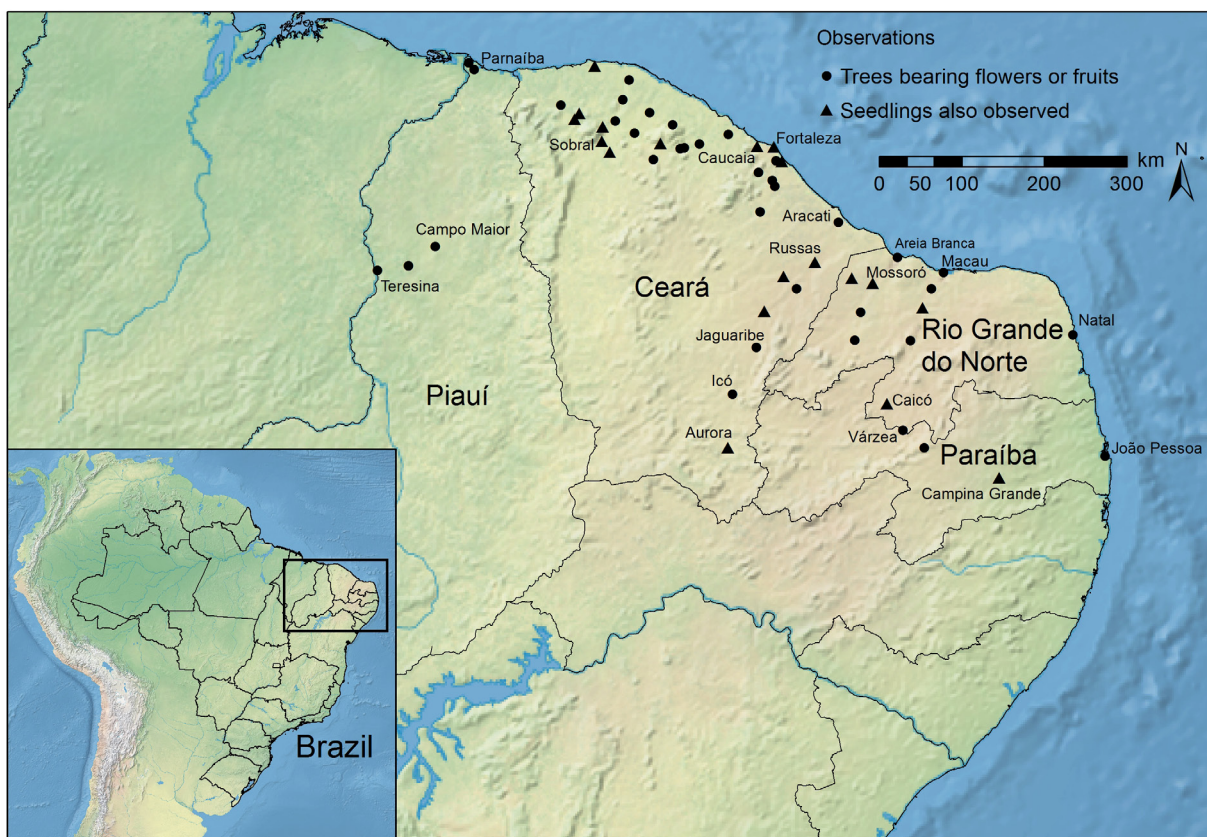 Observations
Trees bearing flowers or fruits
Seedlings also observed
N
km
0 50 100 200 300
Parnaíba
Sobral
Caucaia
Fortaleza
Campo Maior
Teresina
Aracati
Russas
Areia Branca
Macau
Mossoró
Ceará
Jaguaribe
Rio Grande
do Norte
Natal
Icó
Piauí
Caicó
Aurora
Várzea
Paraíba
João Pessoa
Campina Grande
Brazil